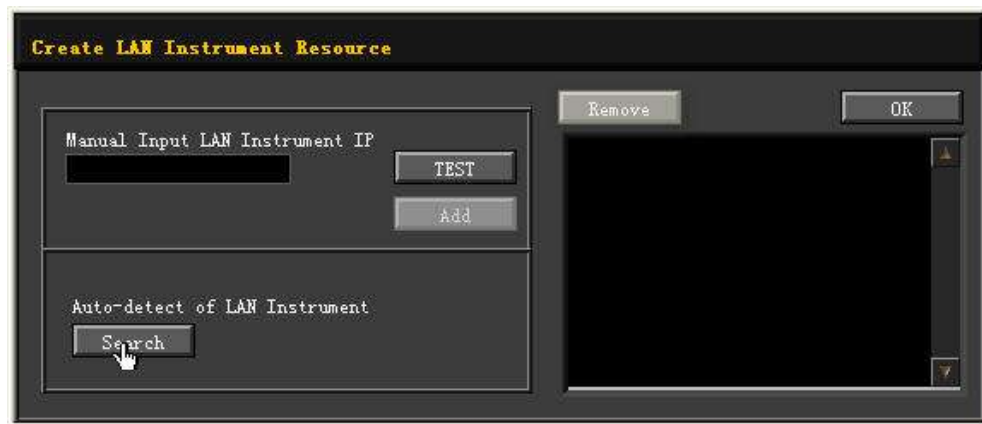 Create LAN Instrument Resource
Remove
OK
Manual Input LAN Instrument IP
TEST
Add
Auto-detect of LAN Instrument
Search